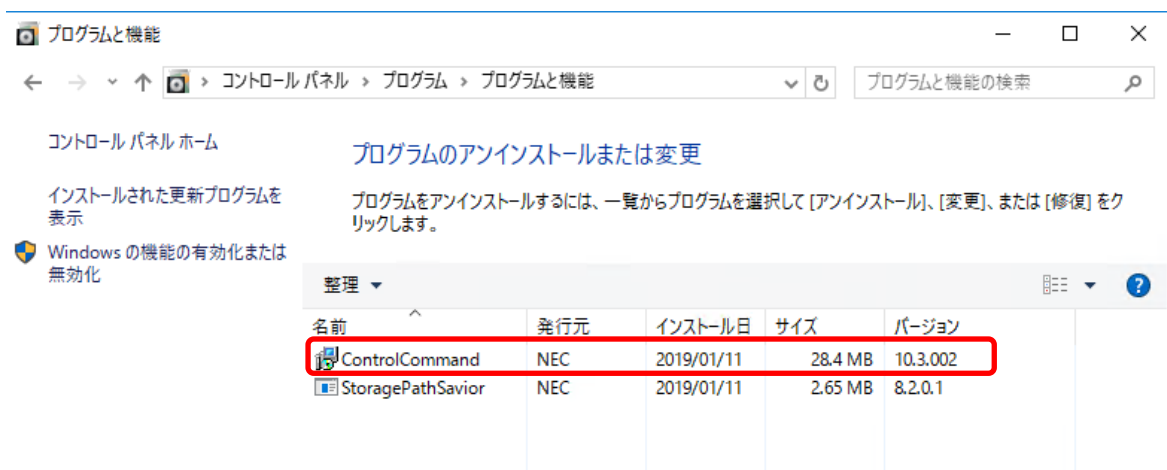 プログラムと機能
コントロール パネル › プログラム › プログラムと機能
プログラムと機能の検索
コントロール パネル ホーム
インストールされた更新プログラムを
表示
Windows の機能の有効化または
無効化
プログラムのアンインストールまたは変更
プログラムをアンインストールするには、一覧からプログラムを選択して [アンインストール]、[変更]、または [修復] をク
リックします。
整理
名前 発行元 インストール日 サイズ バージョン
ControlCommand NEC 2019/01/11 28.4 MB 10.3.002
StoragePathSavior NEC 2019/01/11 2.65 MB 8.2.0.1